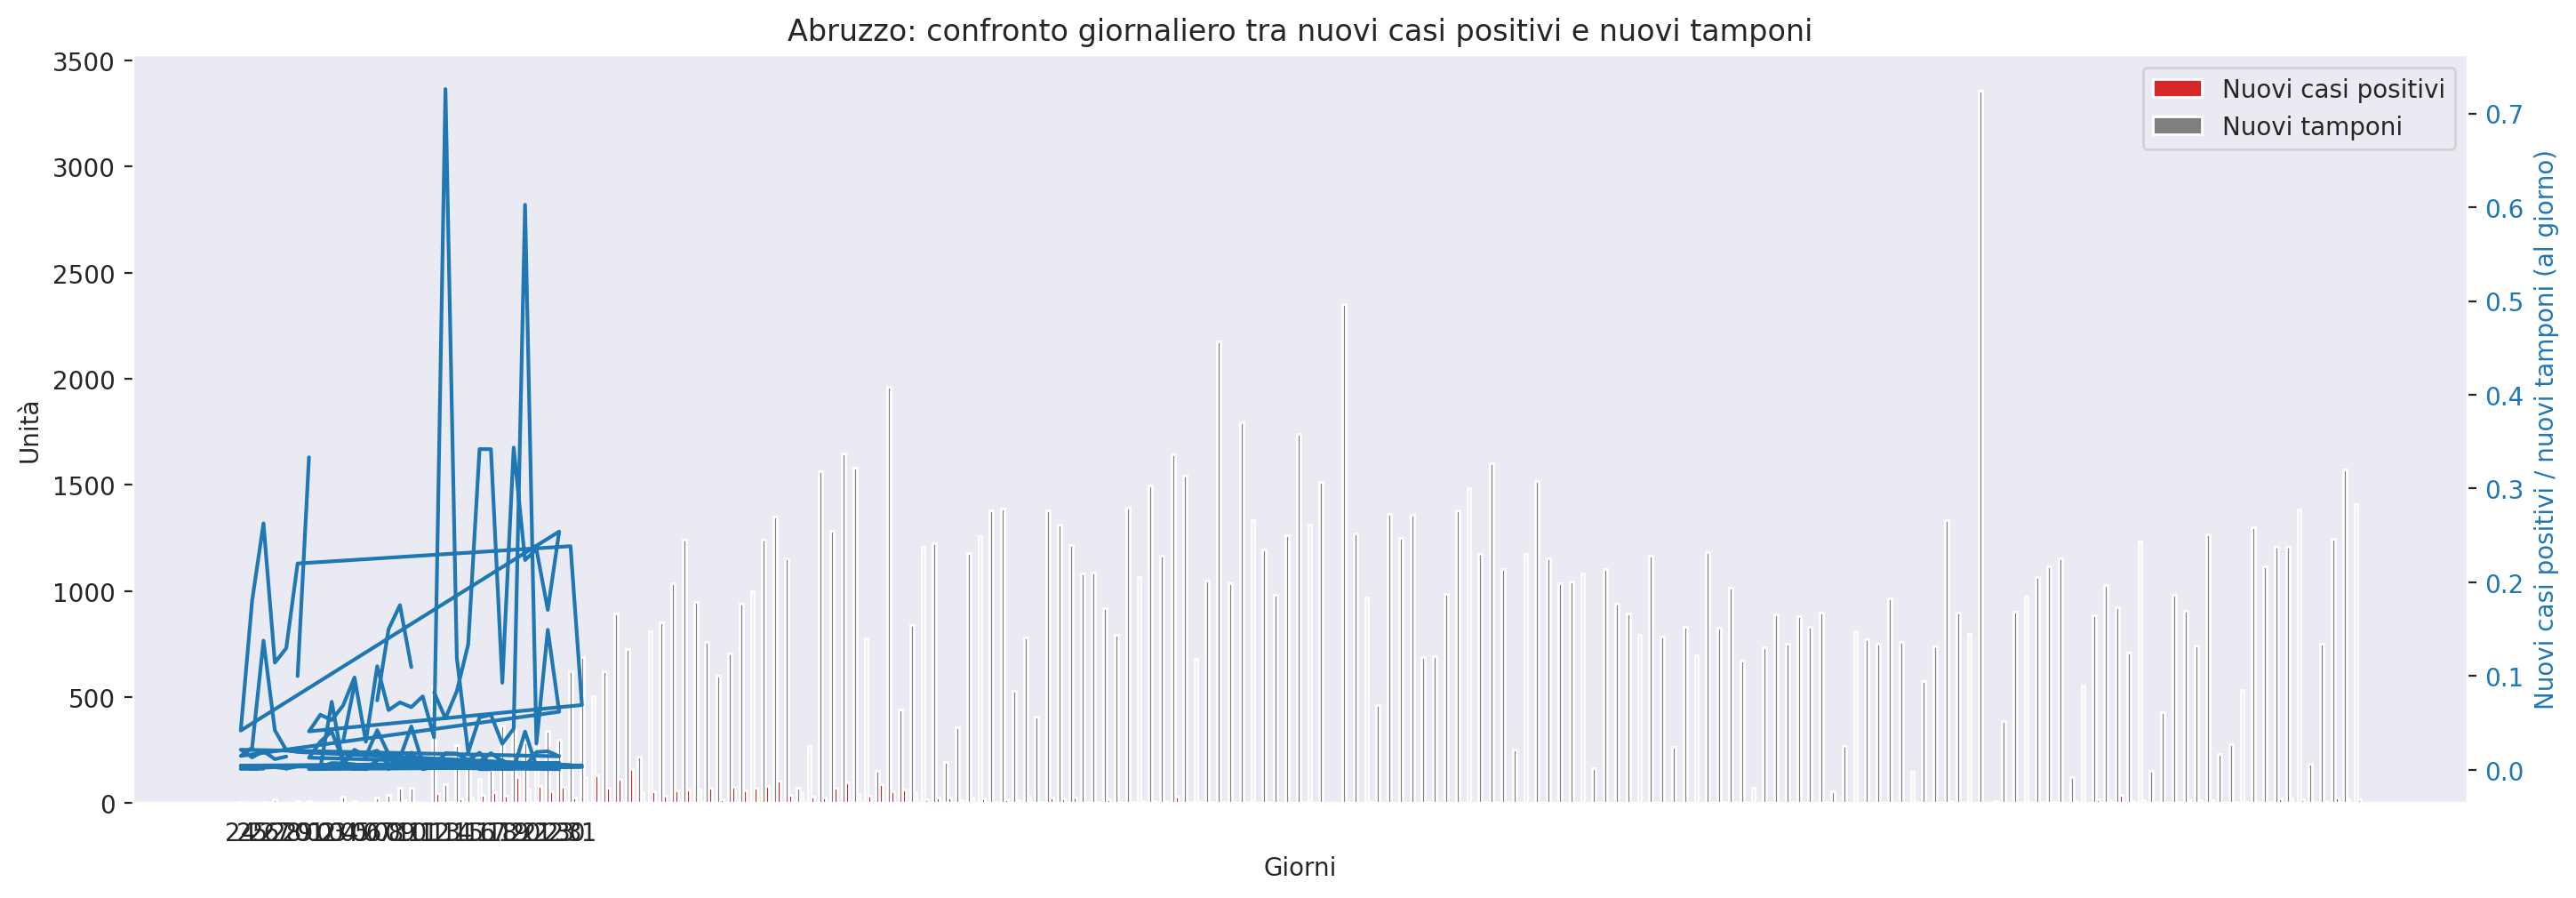 Abruzzo: confronto giornaliero tra nuovi casi positivi e nuovi tamponi
3500
3000
2500
2000
1500
1000
500
0
Unità
Nuovi casi positivi
Nuovi tamponi
0.7
0.6
0.5
0.4
0.3
0.2
0.1
0.0
Nuovi casi positivi / nuovi tamponi (al giorno)
Giorni